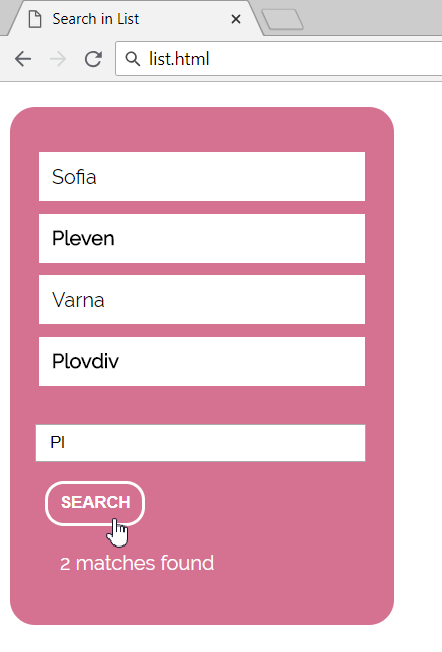 Search in List
list.html
Sofia
Pleven
Varna
Plovdiv
Pl
SEARCH
2 matches found